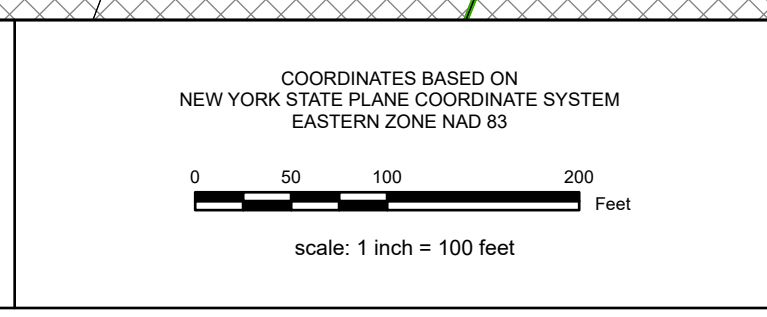 COORDINATES BASED ON
NEW YORK STATE PLANE COORDINATE SYSTEM
EASTERN ZONE NAD 83
0 50 100 200
Feet
scale: 1 inch = 100 feet